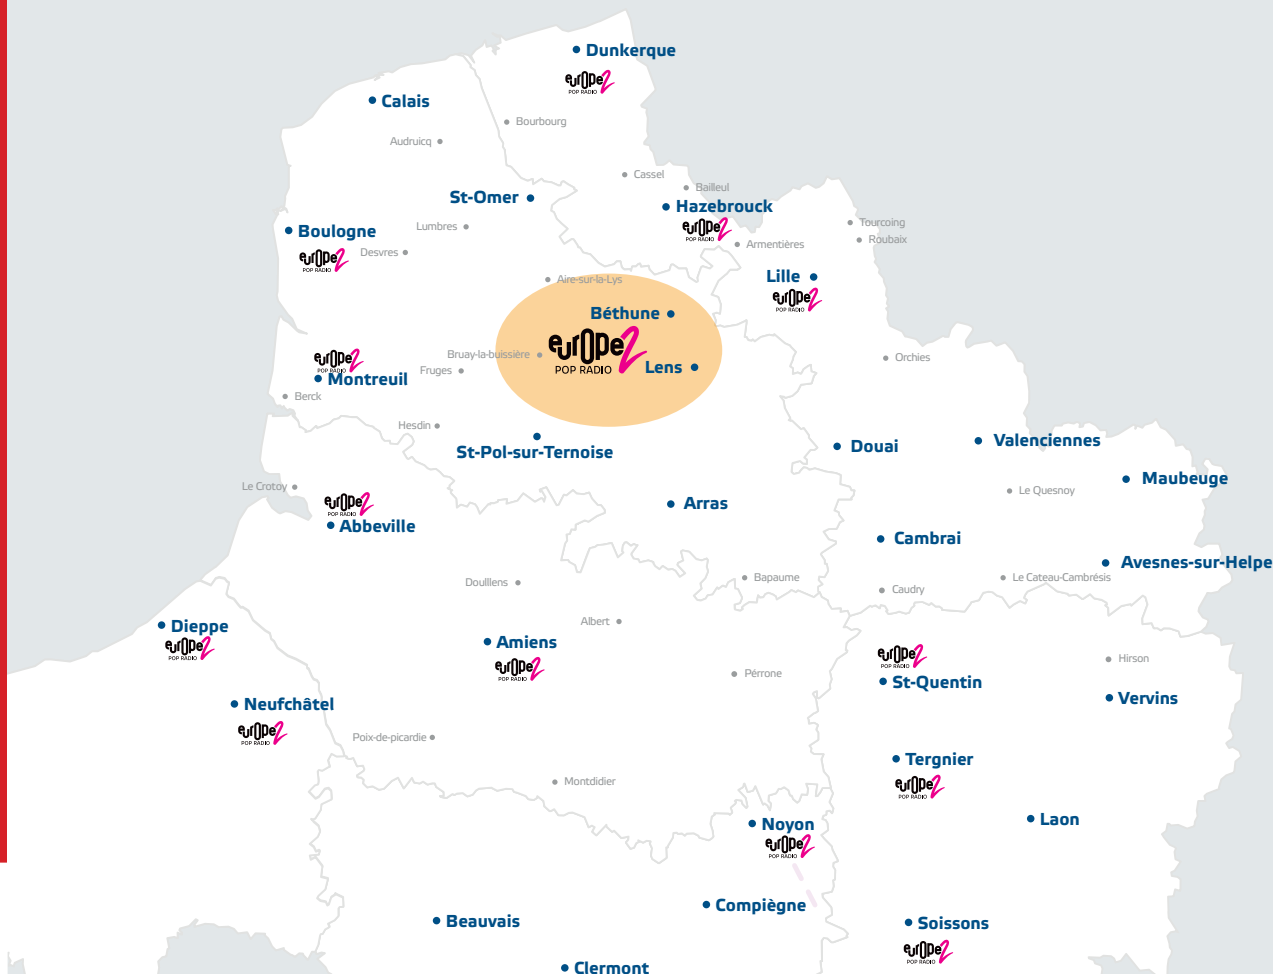 Dunkerque
europe2
POP RADIO
Calais
Bourbourg
Audruicq
Cassel
Bailleul
St-Omer
Hazebrouck
europe2
POP RADIO
Tourcoing
Lumbres
Boulogne
europe2
POP RADIO
Roubaix
Armentières
Desvres
Lille
europe2
POP RADIO
Aire-sur-la-Lys
Béthune
europe2
POP RADIO
Bruay-la-buissière
Lens
europe2
POP RADIO
Montreuil
Fruges
Orchies
Berck
Hesdin
St-Pol-sur-Ternoise
Douai
Valenciennes
Maubeuge
Le Crotoy
Le Quesnoy
europe2
POP RADIO
Abbeville
Arras
Cambrai
Avesnes-sur-Helpe
Doulllens
Bapaume
Le Cateau-Cambrésis
Caudry
Albert
Dieppe
europe2
POP RADIO
Amiens
europe2
POP RADIO
europe2
POP RADIO
St-Quentin
Hirson
Pérrone
Vervins
Neufchâtel
europe2
POP RADIO
Poix-de-picardie
Tergnier
europe2
POP RADIO
Montdidier
Noyon
europe2
POP RADIO
Laon
Compiègne
Beauvais
Soissons
europe2
POP RADIO
Clermont